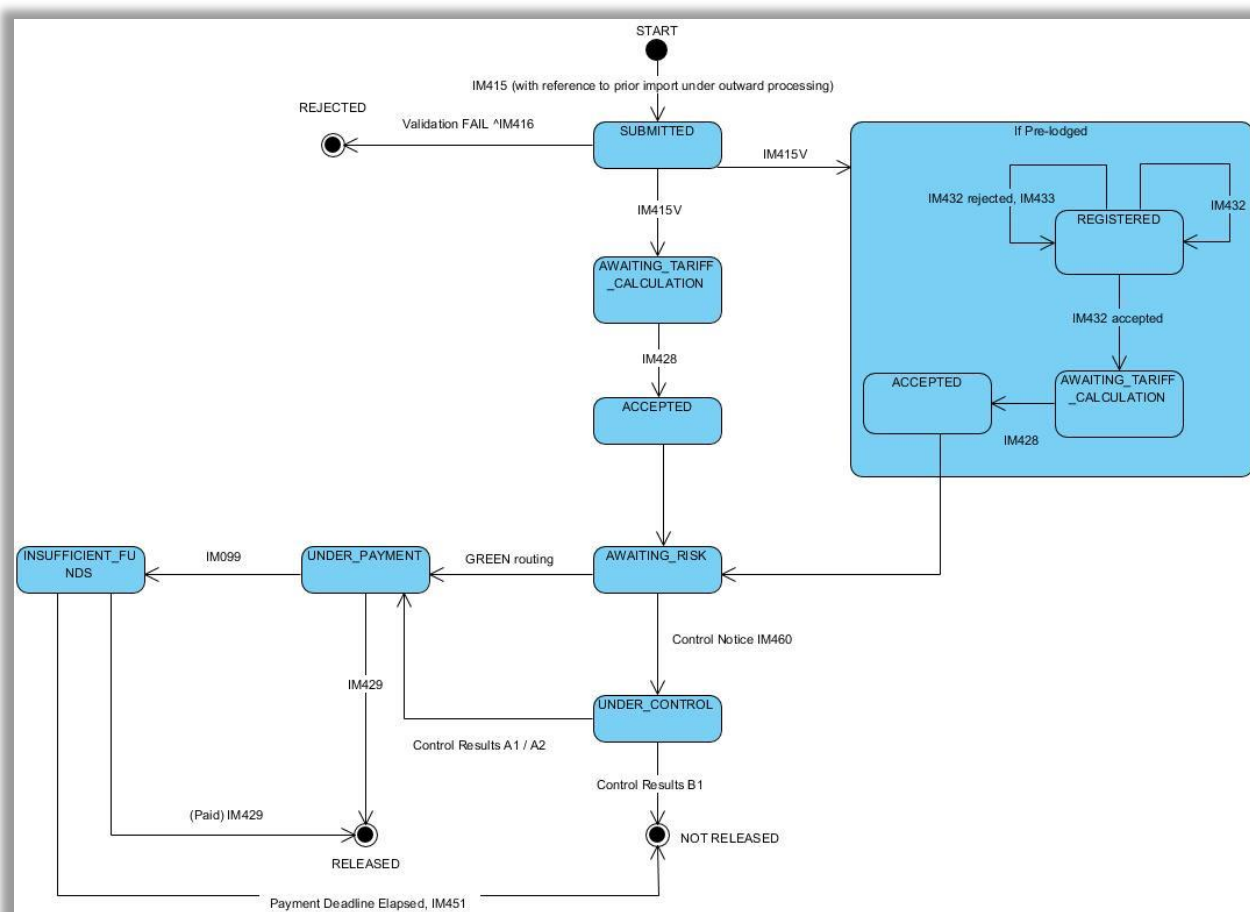 START
IM415 (with reference to prior import under outward processing)
REJECTED
Validation FAIL ^IM416
SUBMITTED
If Pre-lodged
IM415V
IM432 rejected, IM433
IM432
REGISTERED
IM415V
AWAITING_TARIFF
_CALCULATION
IM432 accepted
IM428
ACCEPTED
AWAITING_TARIFF
_CALCULATION
ACCEPTED
IM428
INSUFFICIENT_FU
NDS
IM099
UNDER_PAYMENT
GREEN routing
AWAITING_RISK
Control Notice IM460
IM429
UNDER_CONTROL
Control Results A1 / A2
Control Results B1
(Paid) IM429
NOT RELEASED
RELEASED
Payment Deadline Elapsed, IM451